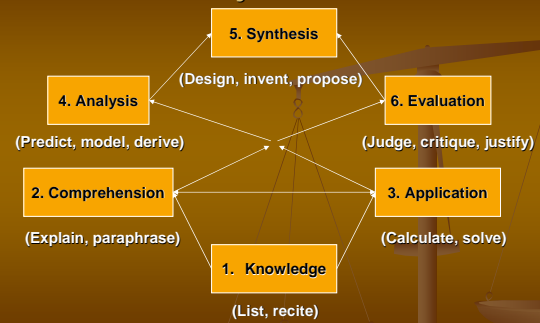 5. Synthesis
(Design, invent, propose)
4. Analysis
6. Evaluation
(Predict, model, derive)
(Judge, critique, justify)
2. Comprehension
3. Application
(Explain, paraphrase)
(Calculate, solve)
1. Knowledge
(List, recite)